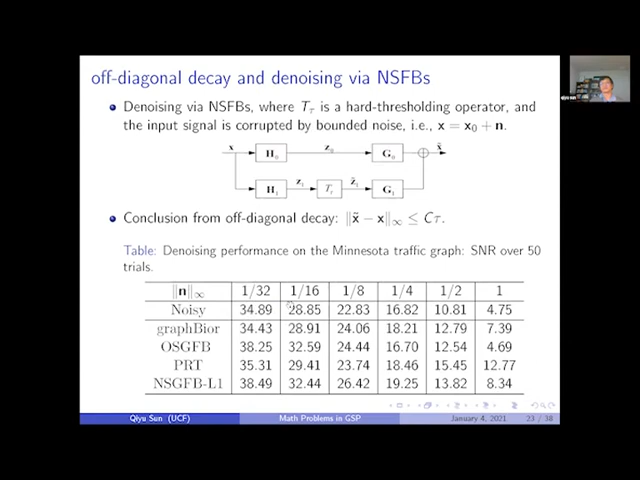 off-diagonal decay and denoising via NSFBs
Denoising via NSFBs, where Tτ is a hard-thresholding operator, and
the input signal is corrupted by bounded noise, i.e., x = x₀ + n.
x H₀ z₀ G₀ x̃
H₁ z₁ Tτ z̃₁ G₁
Conclusion from off-diagonal decay: ‖x̃ − x‖∞ ≤ Cτ.
Table: Denoising performance on the Minnesota traffic graph: SNR over 50
trials.
‖n‖∞ 1/32 1/16 1/8 1/4 1/2 1
Noisy 34.89 28.85 22.83 16.82 10.81 4.75
graphBior 34.43 28.91 24.06 18.21 12.79 7.39
OSGFB 38.25 32.59 24.44 16.70 12.54 4.69
PRT 35.31 29.41 23.74 18.46 15.45 12.77
NSGFB-L1 38.49 32.44 26.42 19.25 13.82 8.34
Qiyu Sun (UCF) Math Problems in GSP January 4, 2021 23 / 38
qiyu sun